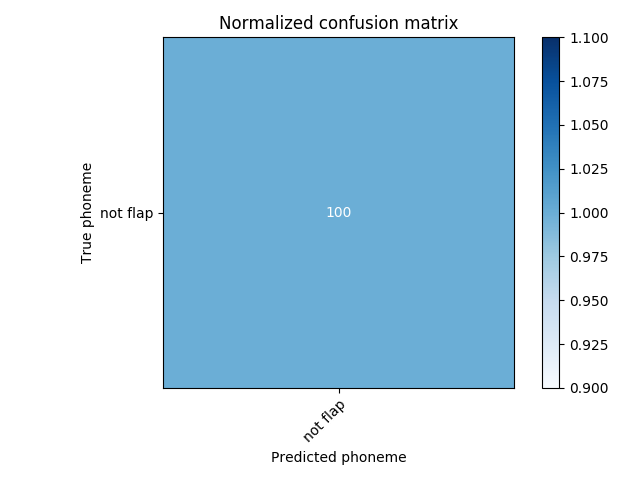 Normalized confusion matrix
True phoneme
not flap
100
not flap
Predicted phoneme
1.100
1.075
1.050
1.025
1.000
0.975
0.950
0.925
0.900